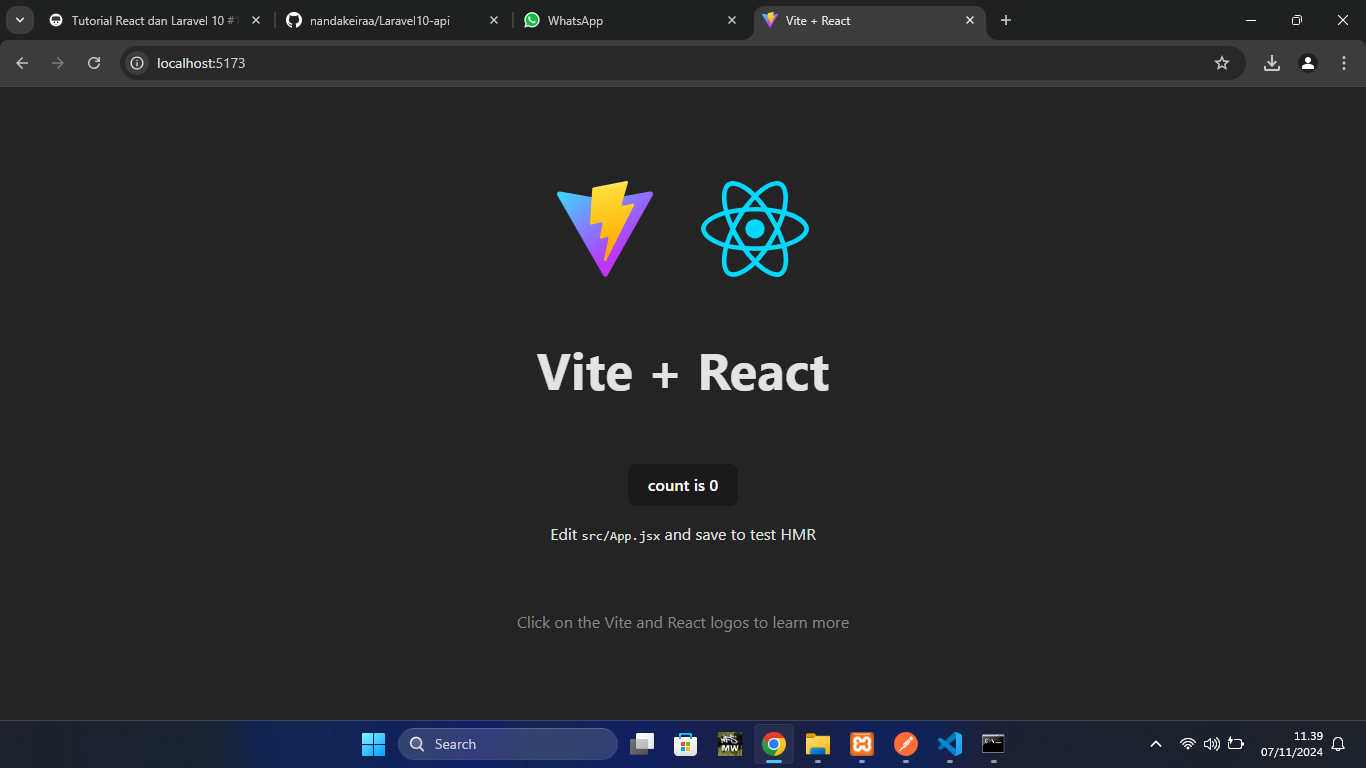 Tutorial React dan Laravel 10 #1
nandakeiraa/Laravel10-api
WhatsApp
Vite + React
localhost:5173
Vite + React
count is 0
Edit src/App.jsx and save to test HMR
Click on the Vite and React logos to learn more
Search
NFS
MW
11.39
07/11/2024